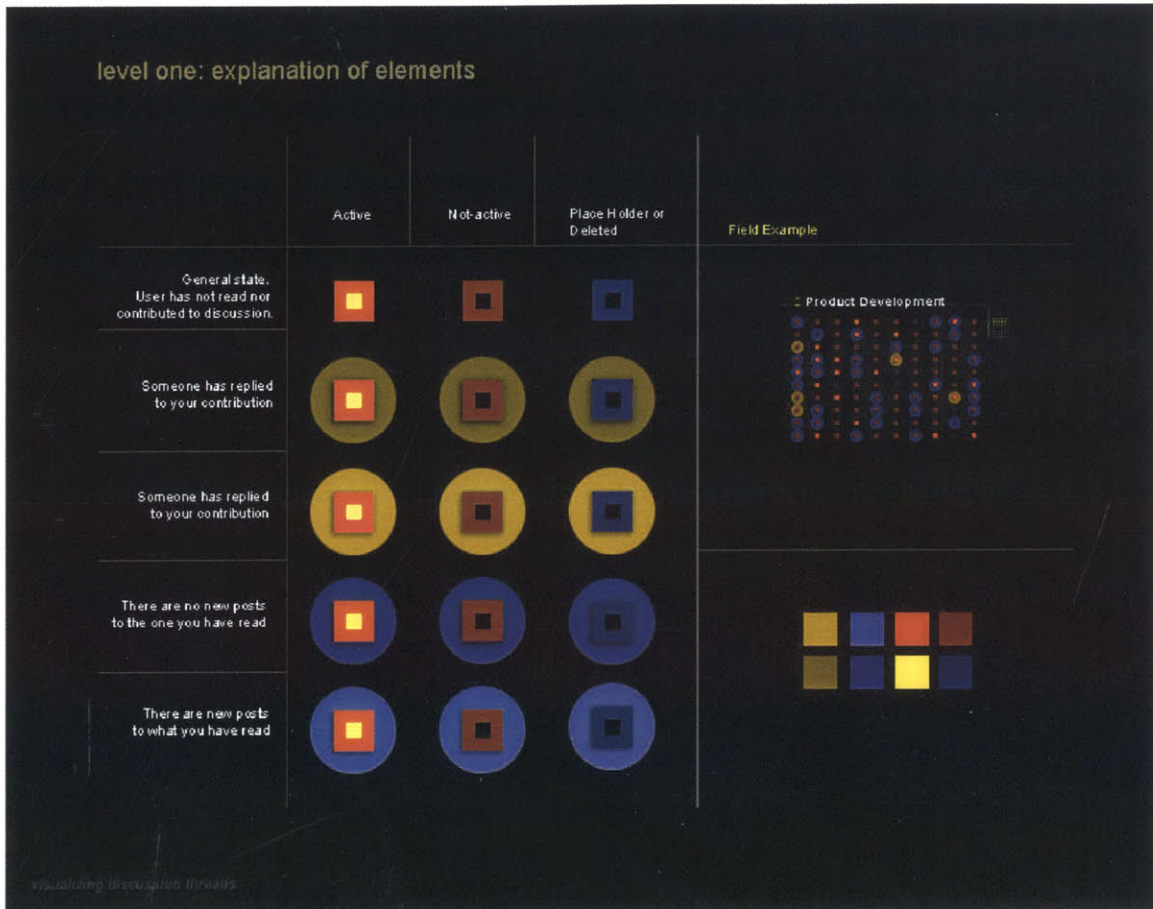 level one: explanation of elements
Active
Not-active
Place Holder or
Deleted
Field Example
General state.
User has not read nor
contributed to discussion.
Product Development
Someone has replied
to your contribution
Someone has replied
to your contribution
There are no new posts
to the one you have read
There are new posts
to what you have read
visualizing discussion threads